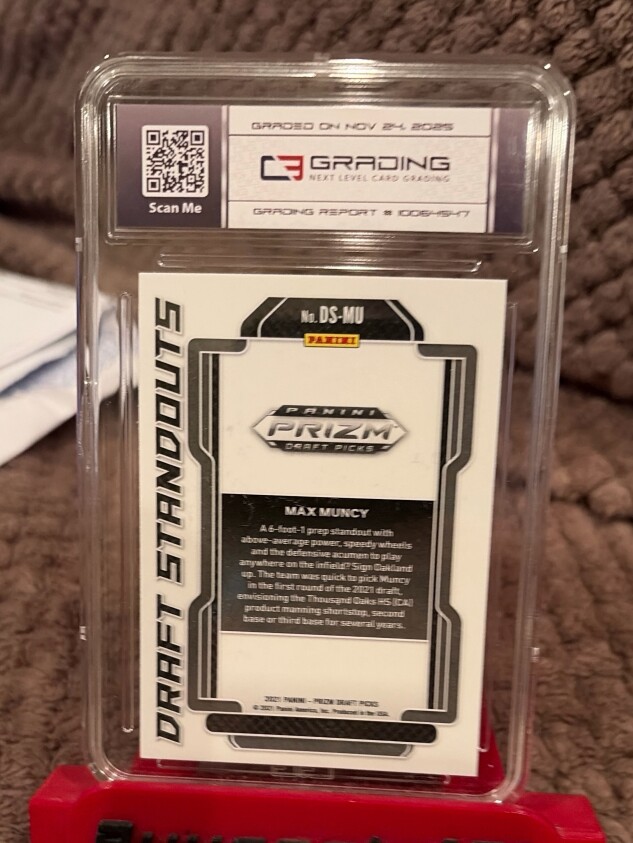 GRADED ON NOV 24, 2025
GRADING
NEXT LEVEL CARD GRADING
Scan Me
GRADING REPORT # 10064547
No. DS-MU
PANINI
DRAFT STANDOUTS
PANINI
PRIZM
DRAFT PICKS
MAX MUNCY
A 6-foot-1 prep standout with
above-average power, speedy wheels
and the defensive acumen to play
anywhere on the infield? Sign Oakland
up. The team was quick to pick Muncy
in the first round of the 2021 draft,
envisioning the Thousand Oaks HS (CA)
product manning shortstop, second
base or third base for several years.
2021 PANINI - PRIZM DRAFT PICKS
© 2021 Panini America, Inc. Produced in the USA.